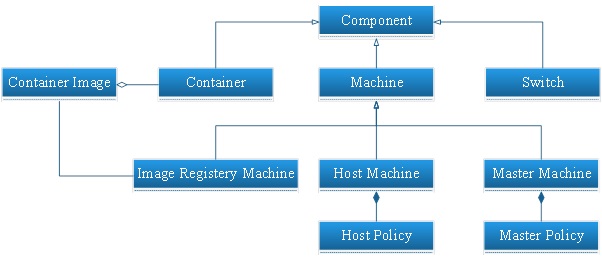 Component
Container Image
Container
Machine
Switch
Image Registery Machine
Host Machine
Master Machine
Host Policy
Master Policy